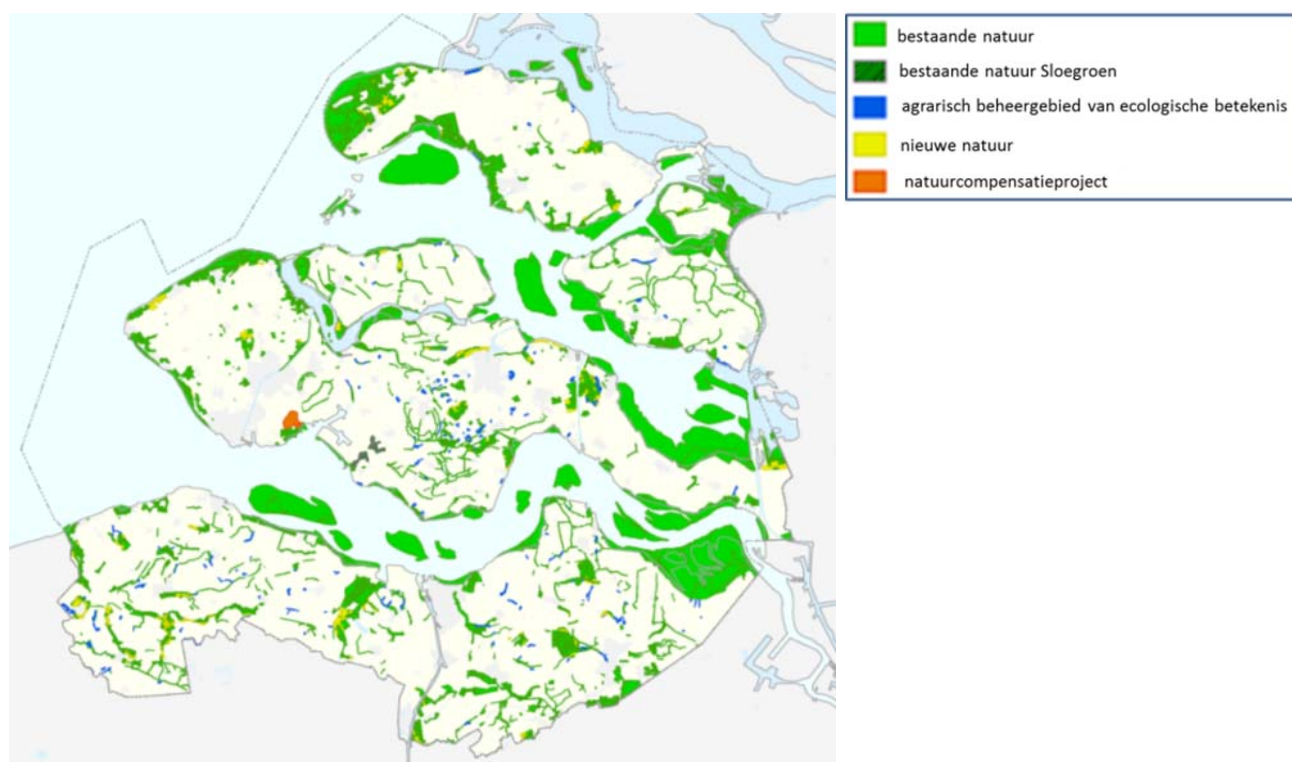 bestaande natuur
bestaande natuur Sloegroen
agrarisch beheergebied van ecologische betekenis
nieuwe natuur
natuurcompensatieproject